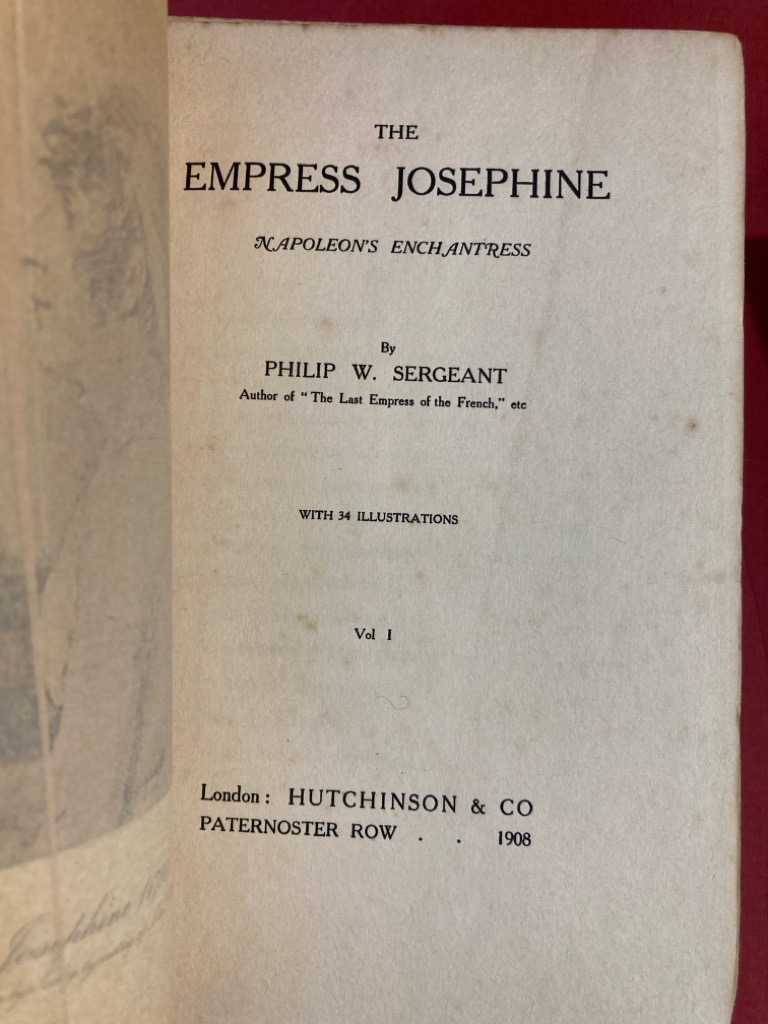 THE
EMPRESS JOSEPHINE
NAPOLEON'S ENCHANTRESS
By
PHILIP W. SERGEANT
Author of "The Last Empress of the French," etc
WITH 34 ILLUSTRATIONS
Vol I
London: HUTCHINSON & CO
PATERNOSTER ROW . . 1908
Josephine